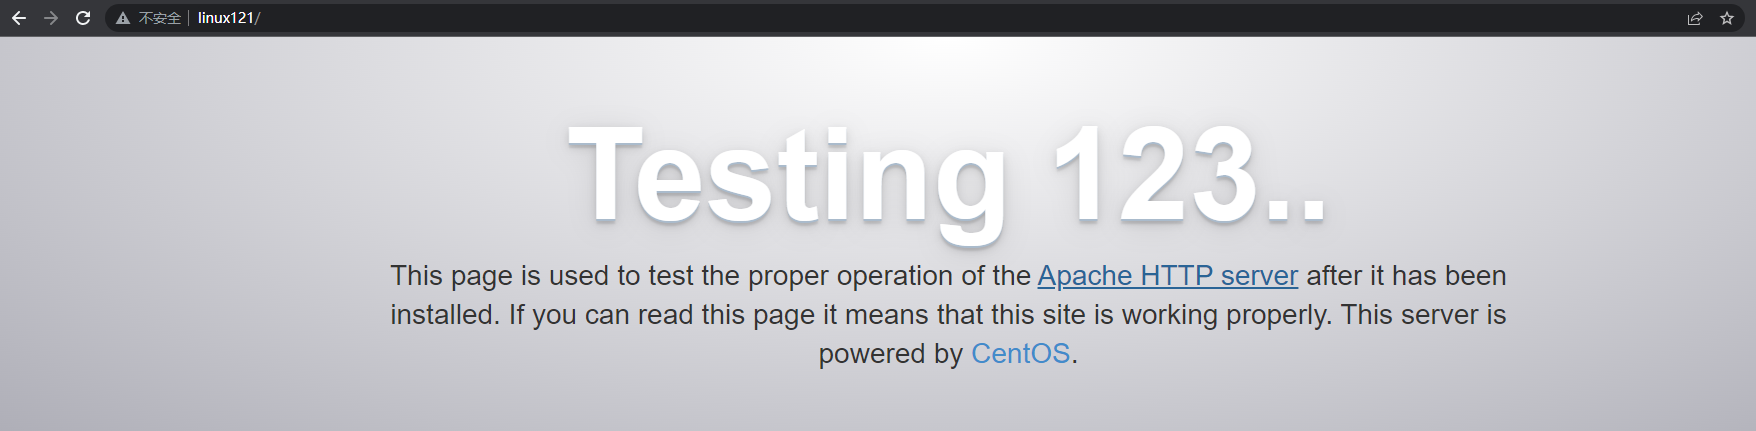 不安全 linux121/
Testing 123..
This page is used to test the proper operation of the Apache HTTP server after it has been
installed. If you can read this page it means that this site is working properly. This server is
powered by CentOS.